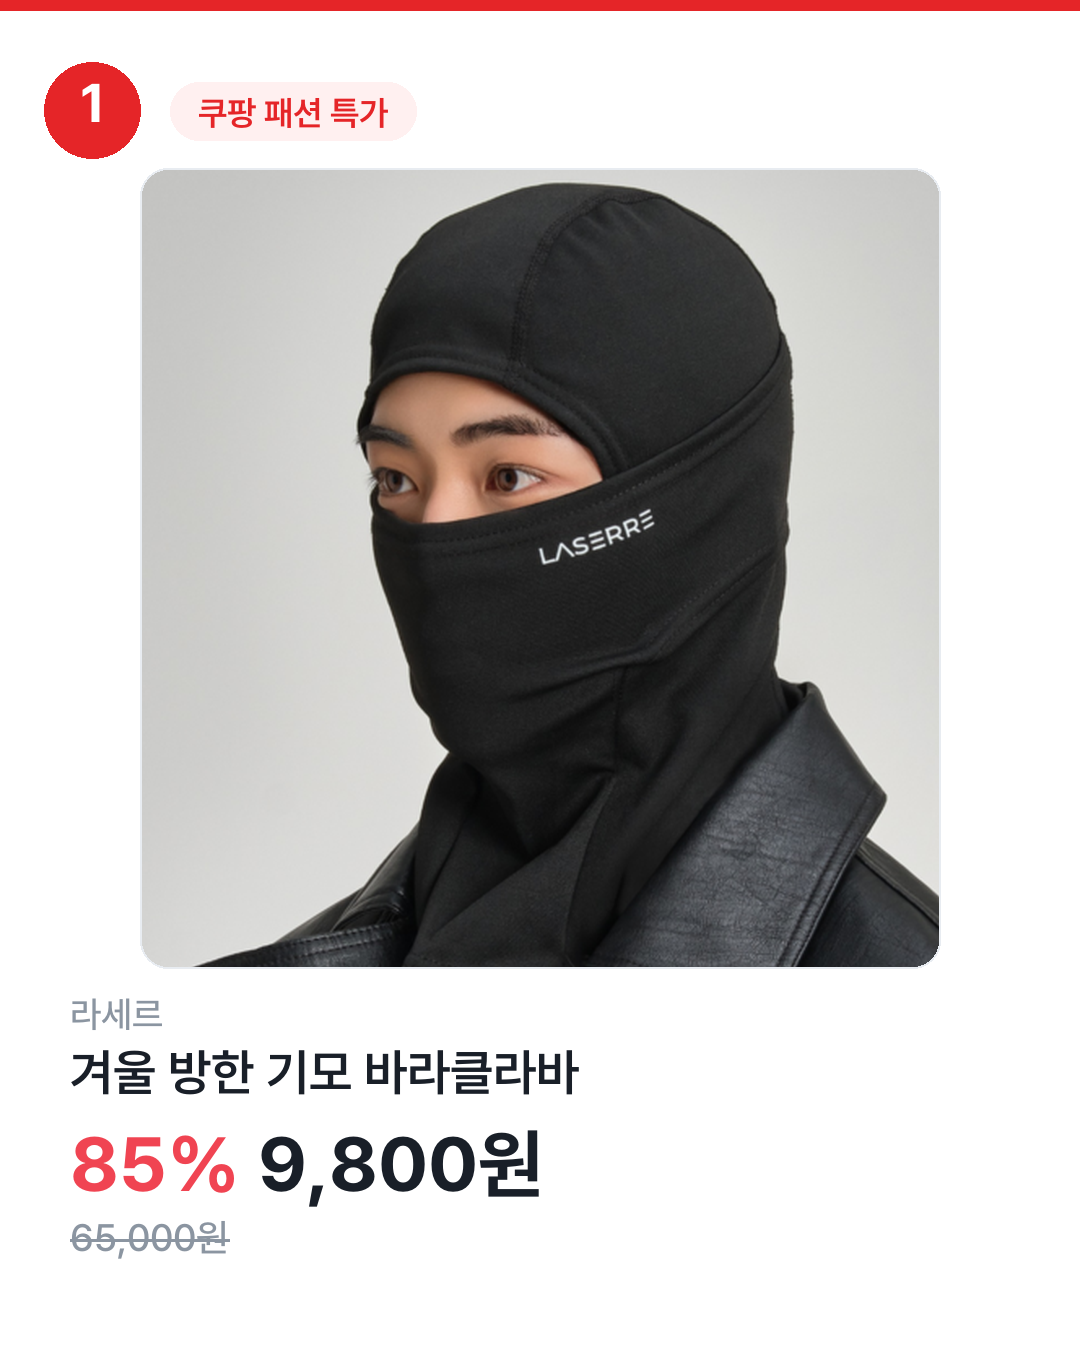 1
쿠팡 패션 특가
LASERRE
라세르
겨울 방한 기모 바라클라바
85% 9,800원
65,000원